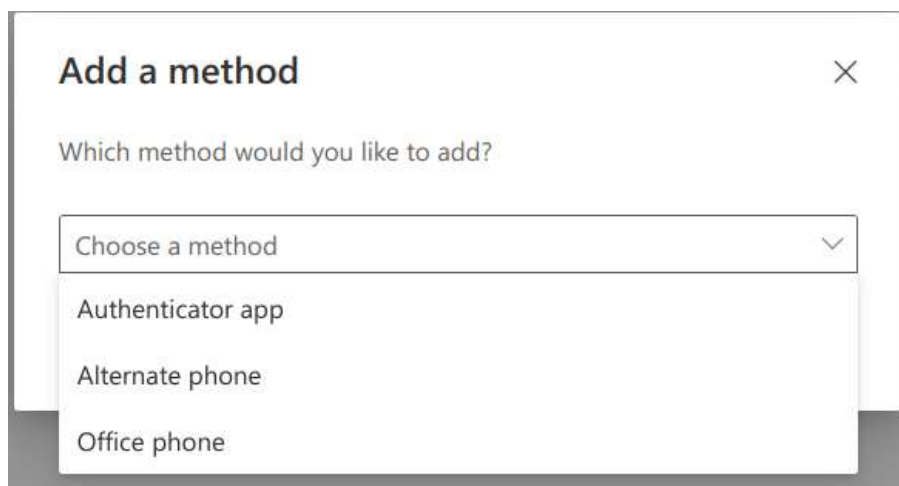 Add a method
Which method would you like to add?
Choose a method
Authenticator app
Alternate phone
Office phone